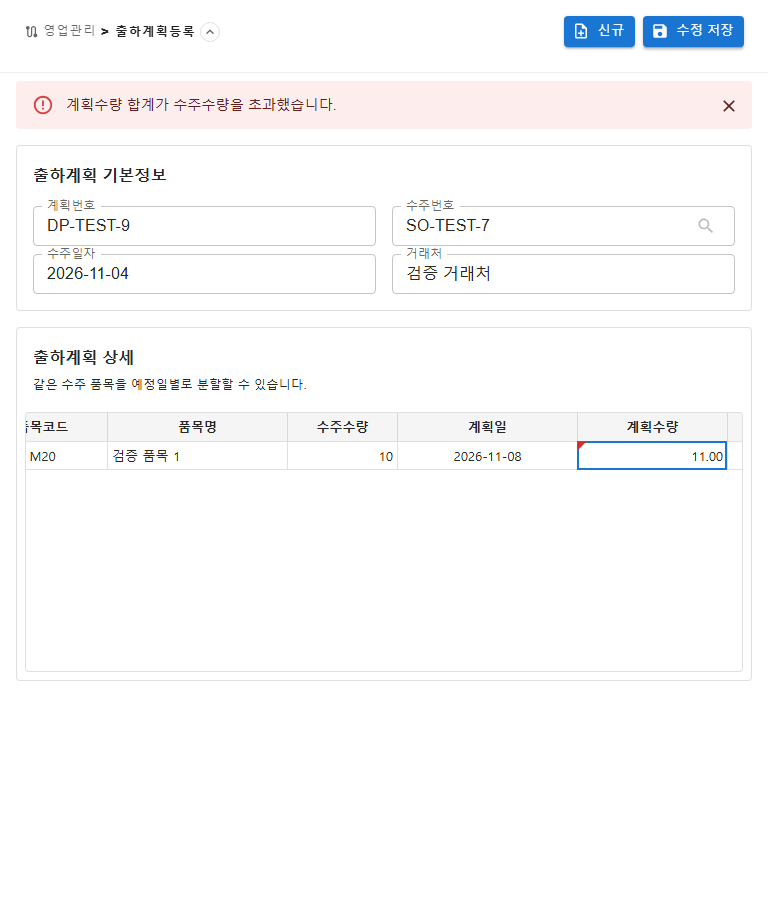 영업관리 > 출하계획등록
신규
수정 저장
계획수량 합계가 수주수량을 초과했습니다.
출하계획 기본정보
계획번호
DP-TEST-9
수주번호
SO-TEST-7
수주일자
2026-11-04
거래처
검증 거래처
출하계획 상세
같은 수주 품목을 예정일별로 분할할 수 있습니다.
품목코드 품목명 수주수량 계획일 계획수량
M20 검증 품목 1 10 2026-11-08 11.00